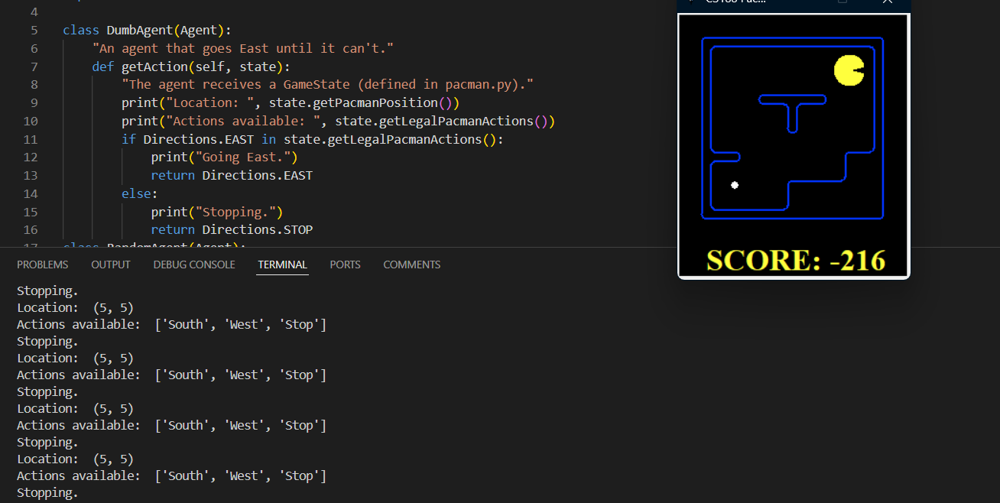 4
5 class DumbAgent(Agent):
6 "An agent that goes East until it can't."
7 def getAction(self, state):
8 "The agent receives a GameState (defined in pacman.py)."
9 print("Location: ", state.getPacmanPosition())
10 print("Actions available: ", state.getLegalPacmanActions())
11 if Directions.EAST in state.getLegalPacmanActions():
12 print("Going East.")
13 return Directions.EAST
14 else:
15 print("Stopping.")
16 return Directions.STOP
17 class RandomAgent(Agent):
SCORE: -216
PROBLEMS OUTPUT DEBUG CONSOLE TERMINAL PORTS COMMENTS
Stopping.
Location:  (5, 5)
Actions available:  ['South', 'West', 'Stop']
Stopping.
Location:  (5, 5)
Actions available:  ['South', 'West', 'Stop']
Stopping.
Location:  (5, 5)
Actions available:  ['South', 'West', 'Stop']
Stopping.
Location:  (5, 5)
Actions available:  ['South', 'West', 'Stop']
Stopping.